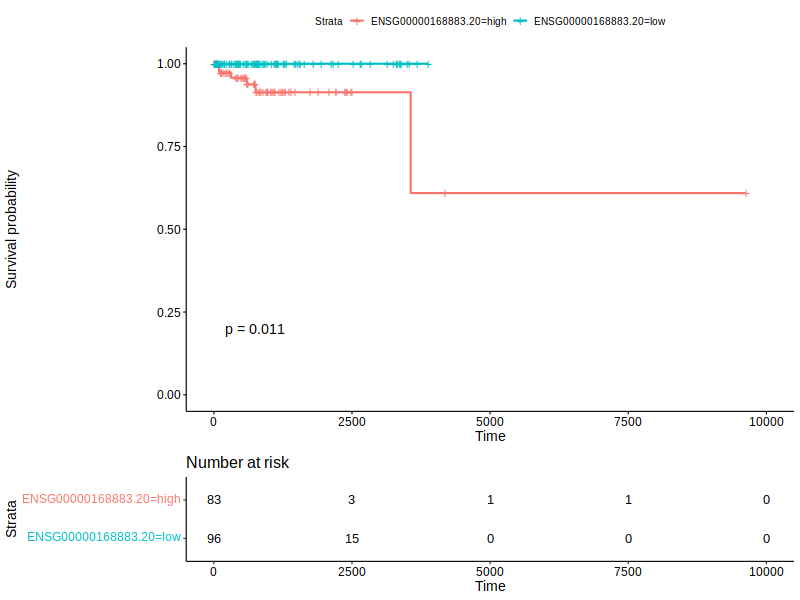 Strata ENSG00000168883.20=high ENSG00000168883.20=low
1.00
0.75
0.50
0.25
0.00
Survival probability
p = 0.011
0 2500 5000 7500 10000
Time
Number at risk
Strata
ENSG00000168883.20=high 83 3 1 1 0
ENSG00000168883.20=low 96 15 0 0 0
0 2500 5000 7500 10000
Time